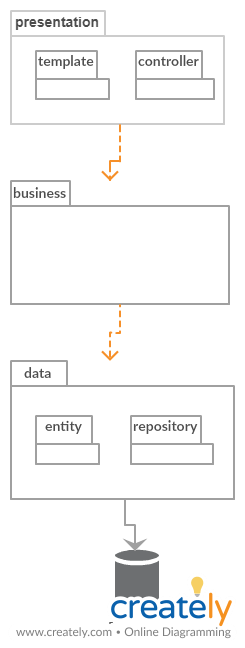 presentation
template
controller
business
data
entity
repository
creately
www.creately.com • Online Diagramming